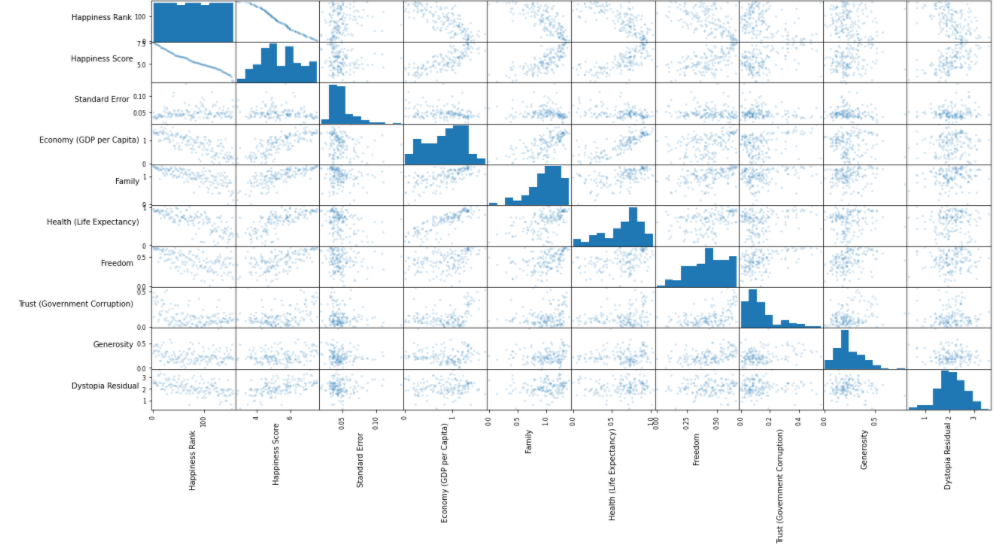 Happiness Rank
100
0
Happiness Score
7.5
5.0
Standard Error
0.10
0.05
Economy (GDP per Capita)
1
0
Family
1
0
Health (Life Expectancy)
1
0
Freedom
0.5
0.0
Trust (Government Corruption)
0.5
0.0
Generosity
0.5
0.0
Dystopia Residual
3
2
1
0
100
4
6
0.05
0.10
0
1
0.0
0.5
1.0
0.0
0.5
1.0
0.00
0.25
0.50
0.0
0.2
0.4
0.0
0.5
1
2
3
Happiness Rank
Happiness Score
Standard Error
Economy (GDP per Capita)
Family
Health (Life Expectancy)
Freedom
Trust (Government Corruption)
Generosity
Dystopia Residual